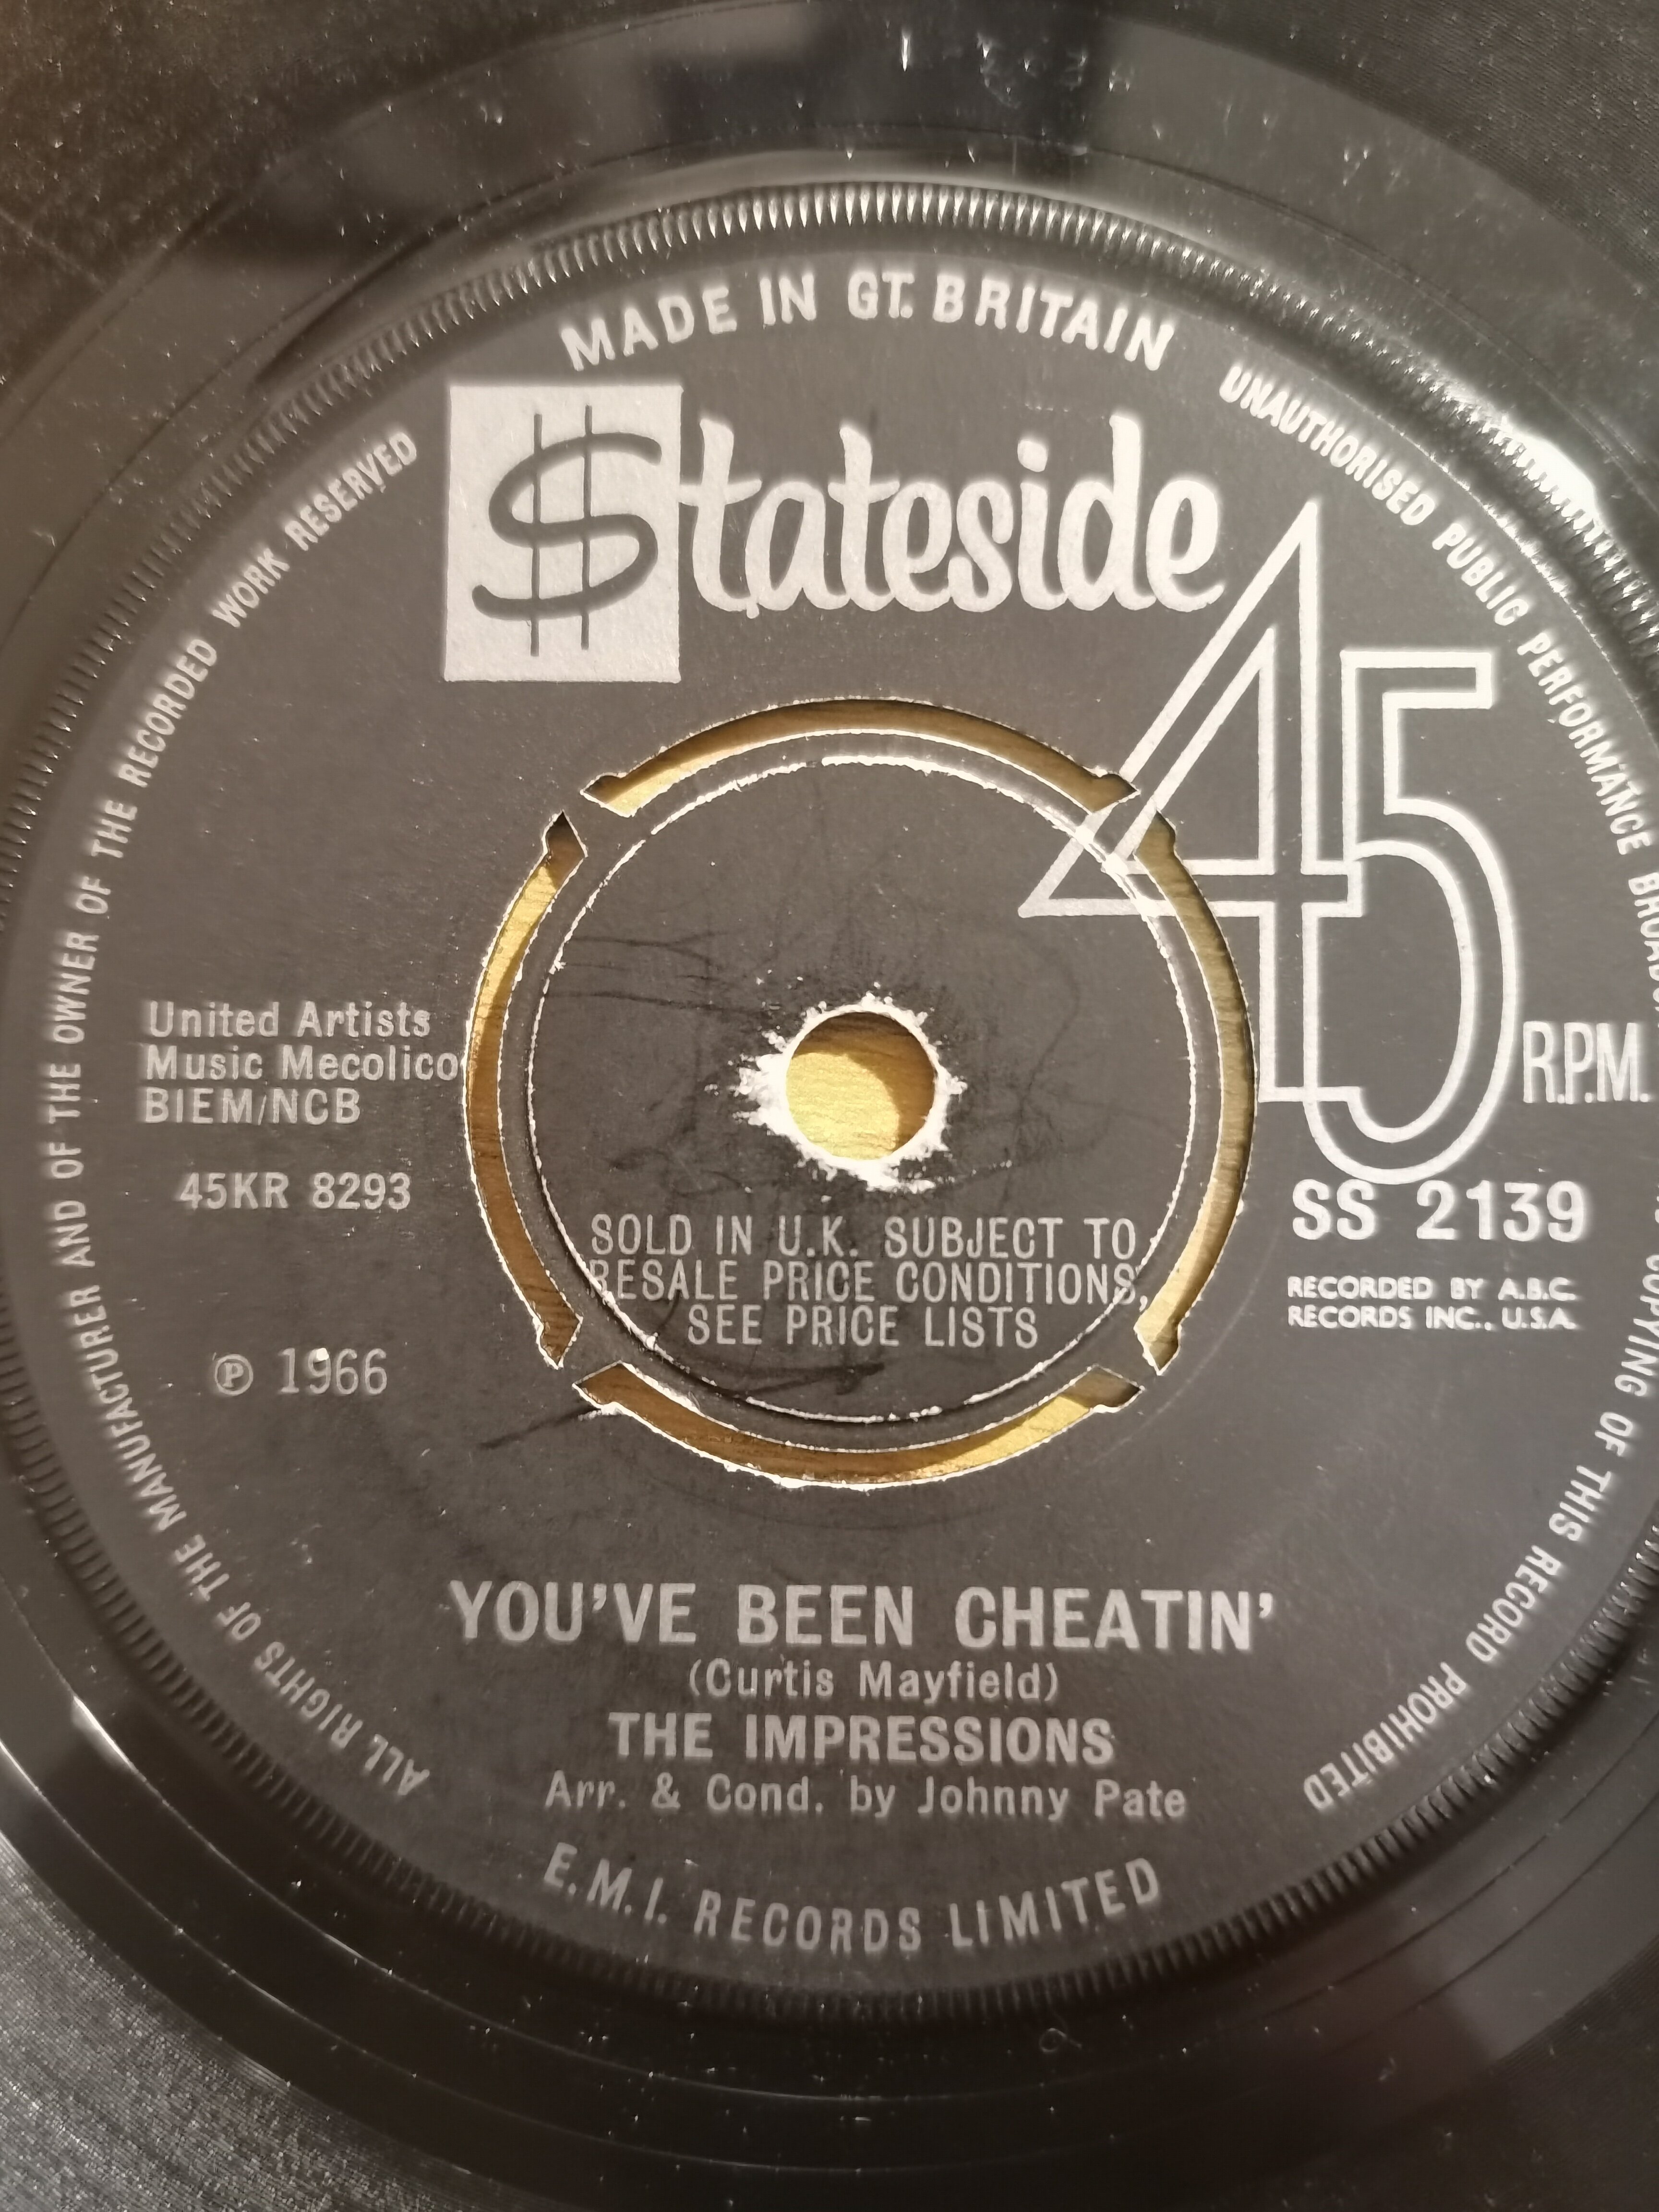 MADE IN GT. BRITAIN
$tateside
45
R.P.M.
United Artists
Music Mecolico
BIEM/NCB
45KR 8293
℗ 1966
SS 2139
RECORDED BY A.B.C.
RECORDS INC., U.S.A.
SOLD IN U.K. SUBJECT TO
RESALE PRICE CONDITIONS,
SEE PRICE LISTS
YOU'VE BEEN CHEATIN'
(Curtis Mayfield)
THE IMPRESSIONS
Arr. & Cond. by Johnny Pate
E.M.I. RECORDS LIMITED
ALL RIGHTS OF THE MANUFACTURER AND OF THE OWNER OF THE RECORDED WORK RESERVED
UNAUTHORISED PUBLIC PERFORMANCE COPYING OF THIS RECORD PROHIBITED